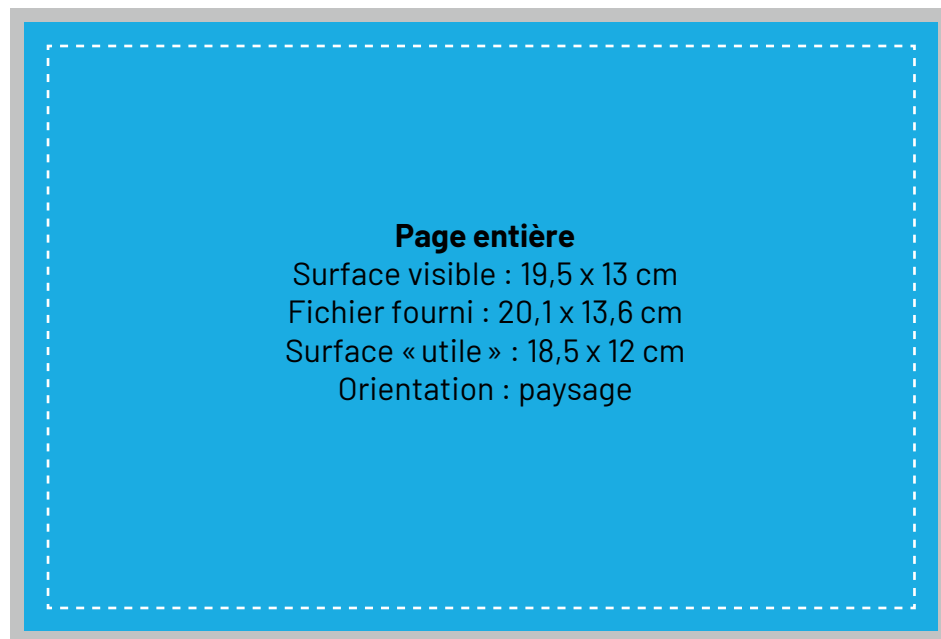 Page entière
Surface visible : 19,5 x 13 cm
Fichier fourni : 20,1 x 13,6 cm
Surface « utile » : 18,5 x 12 cm
Orientation : paysage